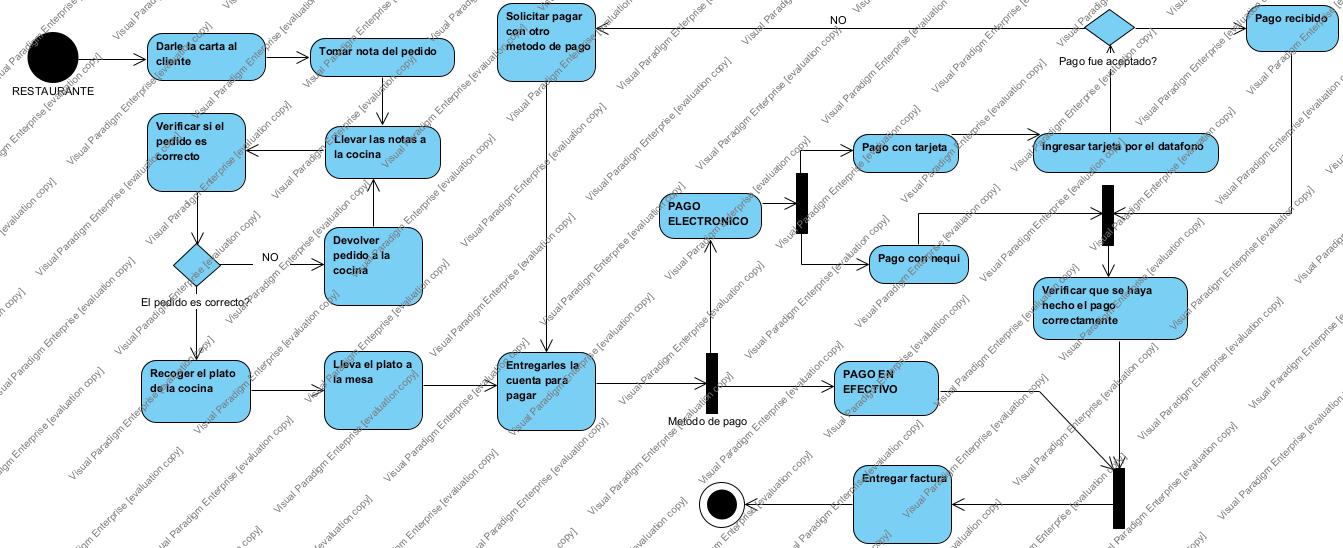 RESTAURANTE
Darle la carta al
cliente
Tomar nota del pedido
Solicitar pagar
con otro
metodo de pago
NO
Pago fue aceptado?
Pago recibido
Verificar si el
pedido es
correcto
Llevar las notas a
la cocina
Pago con tarjeta
Ingresar tarjeta por el datafono
PAGO
ELECTRONICO
Devolver
pedido a la
cocina
NO
El pedido es correcto?
Pago con nequi
Verificar que se haya
hecho el pago
correctamente
Recoger el plato
de la cocina
Lleva el plato a
la mesa
Entregarles la
cuenta para
pagar
Metodo de pago
PAGO EN
EFECTIVO
Entregar factura
Visual Paradigm Enterprise [evaluation copy]